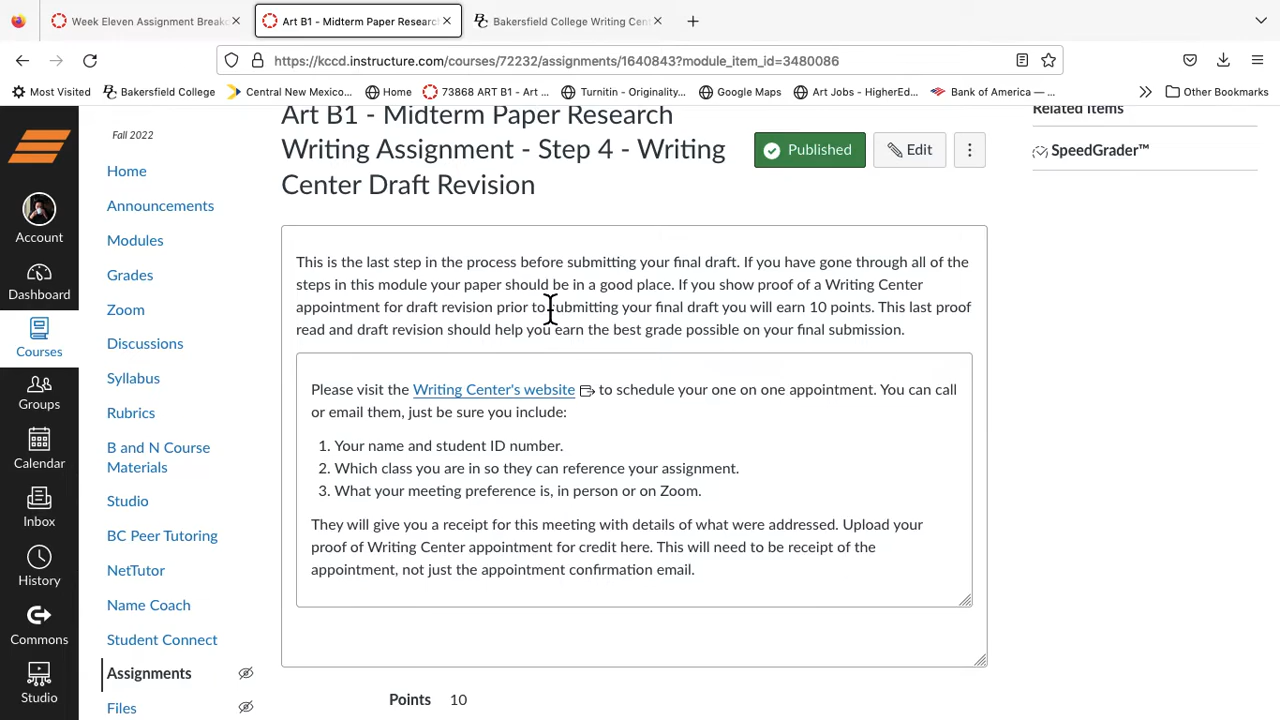 Week Eleven Assignment Break
Art B1 - Midterm Paper Researc
Bakersfield College Writing Cen
https://kccd.instructure.com/courses/72232/assignments/1640843?module_item_id=3480086
Most Visited
Bakersfield College
Central New Mexico...
Home
73868 ART B1 - Art ...
Turnitin - Originality...
Google Maps
Art Jobs - HigherEd...
Bank of America — ...
Other Bookmarks
Account
Dashboard
Courses
Groups
Calendar
Inbox
History
Commons
Studio
Fall 2022
Home
Announcements
Modules
Grades
Zoom
Discussions
Syllabus
Rubrics
B and N Course
Materials
Studio
BC Peer Tutoring
NetTutor
Name Coach
Student Connect
Assignments
Files
Art B1 - Midterm Paper Research
Writing Assignment - Step 4 - Writing
Center Draft Revision
Published
Edit
Related Items
SpeedGrader™
This is the last step in the process before submitting your final draft. If you have gone through all of the
steps in this module your paper should be in a good place. If you show proof of a Writing Center
appointment for draft revision prior to submitting your final draft you will earn 10 points. This last proof
read and draft revision should help you earn the best grade possible on your final submission.
Please visit the Writing Center's website to schedule your one on one appointment. You can call
or email them, just be sure you include:
1. Your name and student ID number.
2. Which class you are in so they can reference your assignment.
3. What your meeting preference is, in person or on Zoom.
They will give you a receipt for this meeting with details of what were addressed. Upload your
proof of Writing Center appointment for credit here. This will need to be receipt of the
appointment, not just the appointment confirmation email.
Points 10